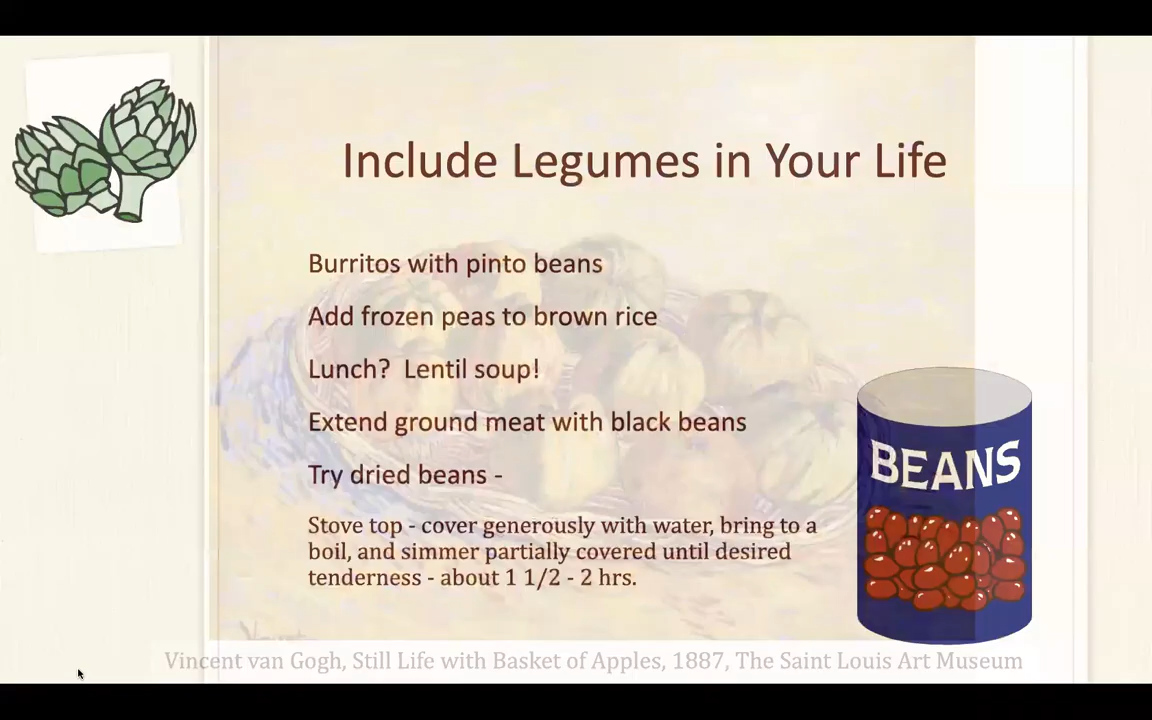 Include Legumes in Your Life
Burritos with pinto beans
Add frozen peas to brown rice
Lunch?  Lentil soup!
Extend ground meat with black beans
Try dried beans -
Stove top - cover generously with water, bring to a
boil, and simmer partially covered until desired
tenderness - about 1 1/2 - 2 hrs.
BEANS
Vincent
Vincent van Gogh, Still Life with Basket of Apples, 1887, The Saint Louis Art Museum